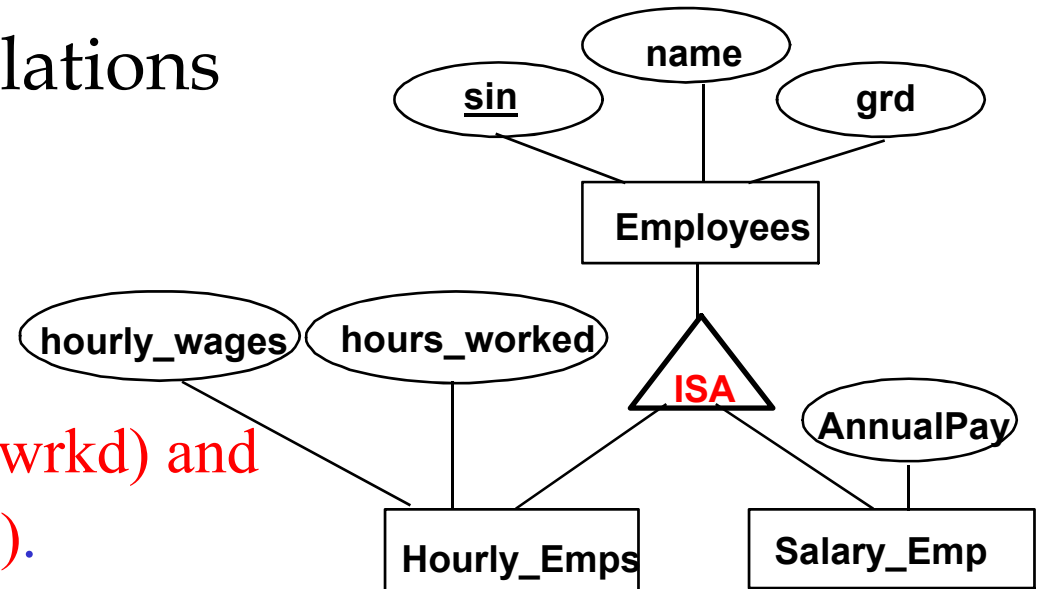 lations
name
sin
grd
Employees
hourly_wages
hours_worked
ISA
AnnualPay
wrkd) and
).
Hourly_Emps
Salary_Emp